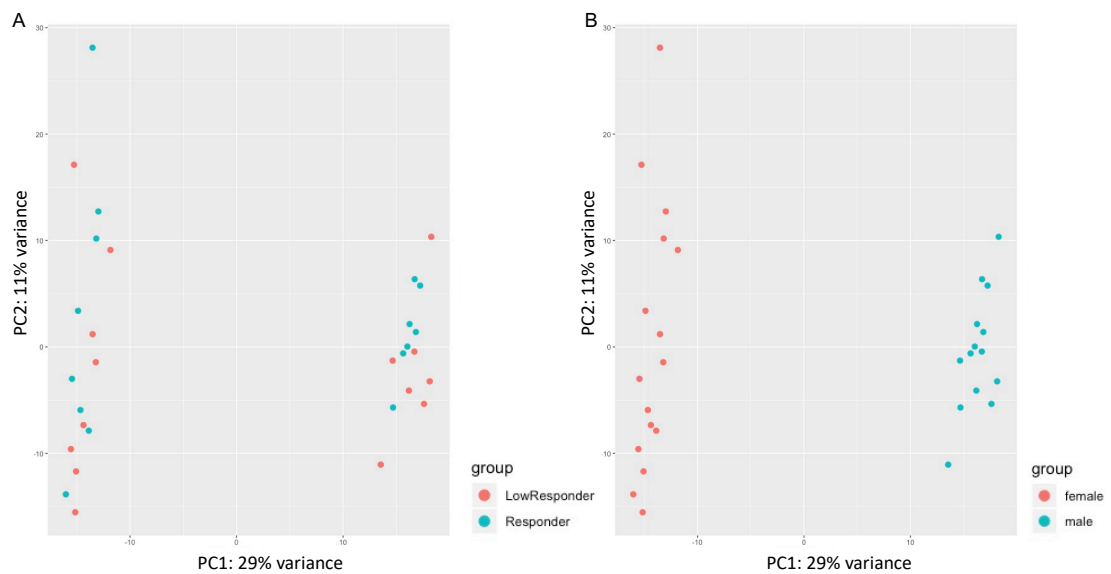 A
B
30
20
10
0
-10
PC2: 11% variance
-10
0
10
PC1: 29% variance
group
LowResponder
Responder
30
20
10
0
-10
PC2: 11% variance
-10
0
10
PC1: 29% variance
group
female
male